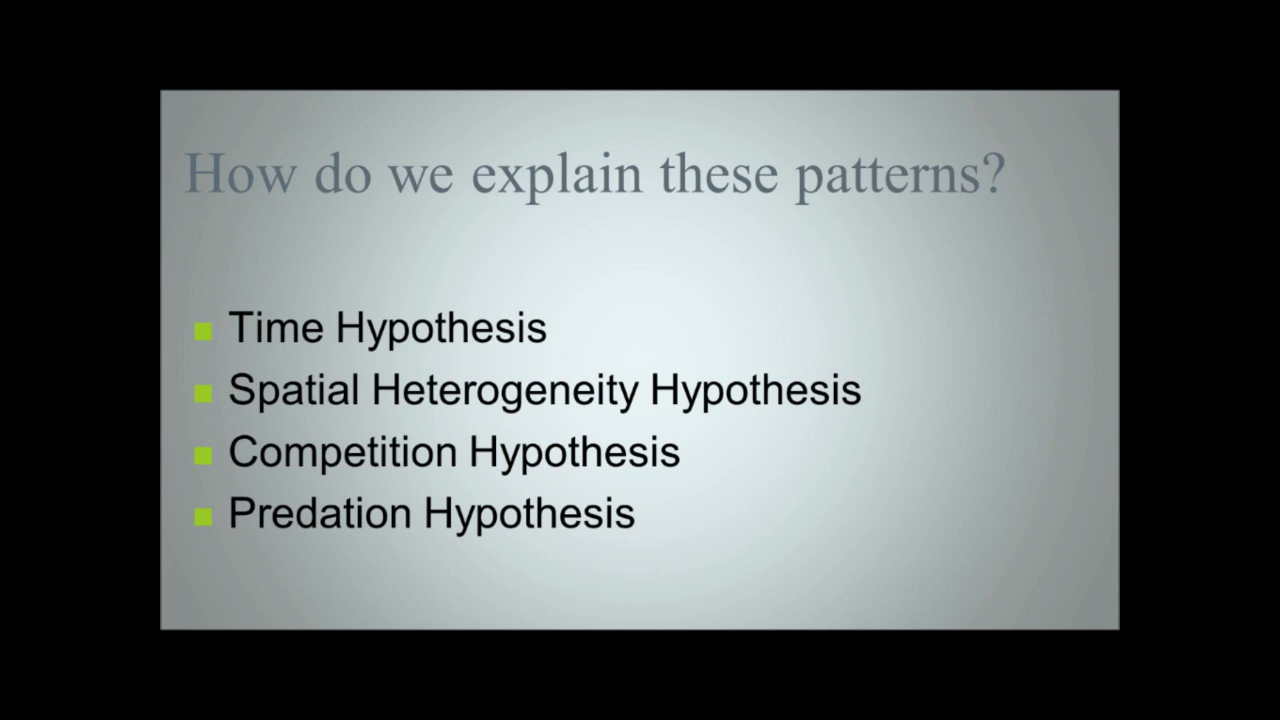 How do we explain these patterns?
Time Hypothesis
Spatial Heterogeneity Hypothesis
Competition Hypothesis
Predation Hypothesis